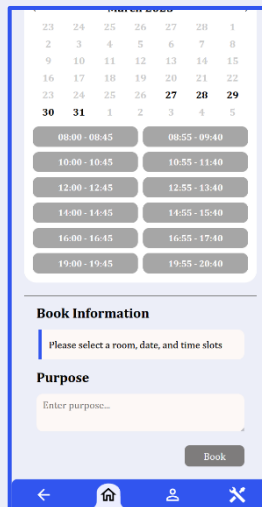 March 2025
23 24 25 26 27 28 1
2 3 4 5 6 7 8
9 10 11 12 13 14 15
16 17 18 19 20 21 22
23 24 25 26 27 28 29
30 31 1 2 3 4 5
08:00 - 08:45 08:55 - 09:40
10:00 - 10:45 10:55 - 11:40
12:00 - 12:45 12:55 - 13:40
14:00 - 14:45 14:55 - 15:40
16:00 - 16:45 16:55 - 17:40
19:00 - 19:45 19:55 - 20:40
Book Information
Please select a room, date, and time slots
Purpose
Enter purpose...
Book